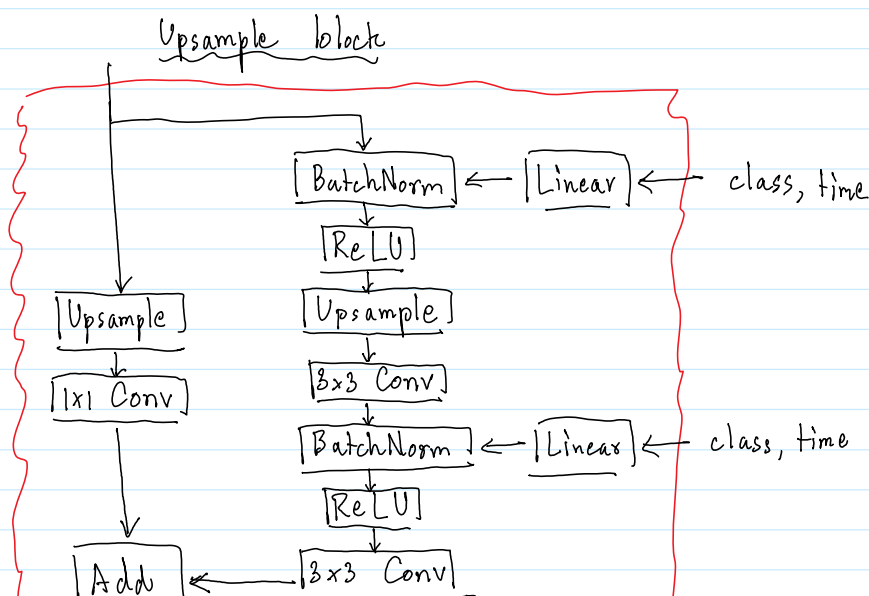 Upsample block
BatchNorm
Linear
class, time
ReLU
Upsample
Upsample
3x3 Conv
1x1 Conv
BatchNorm
Linear
class, time
ReLU
Add
3x3 Conv